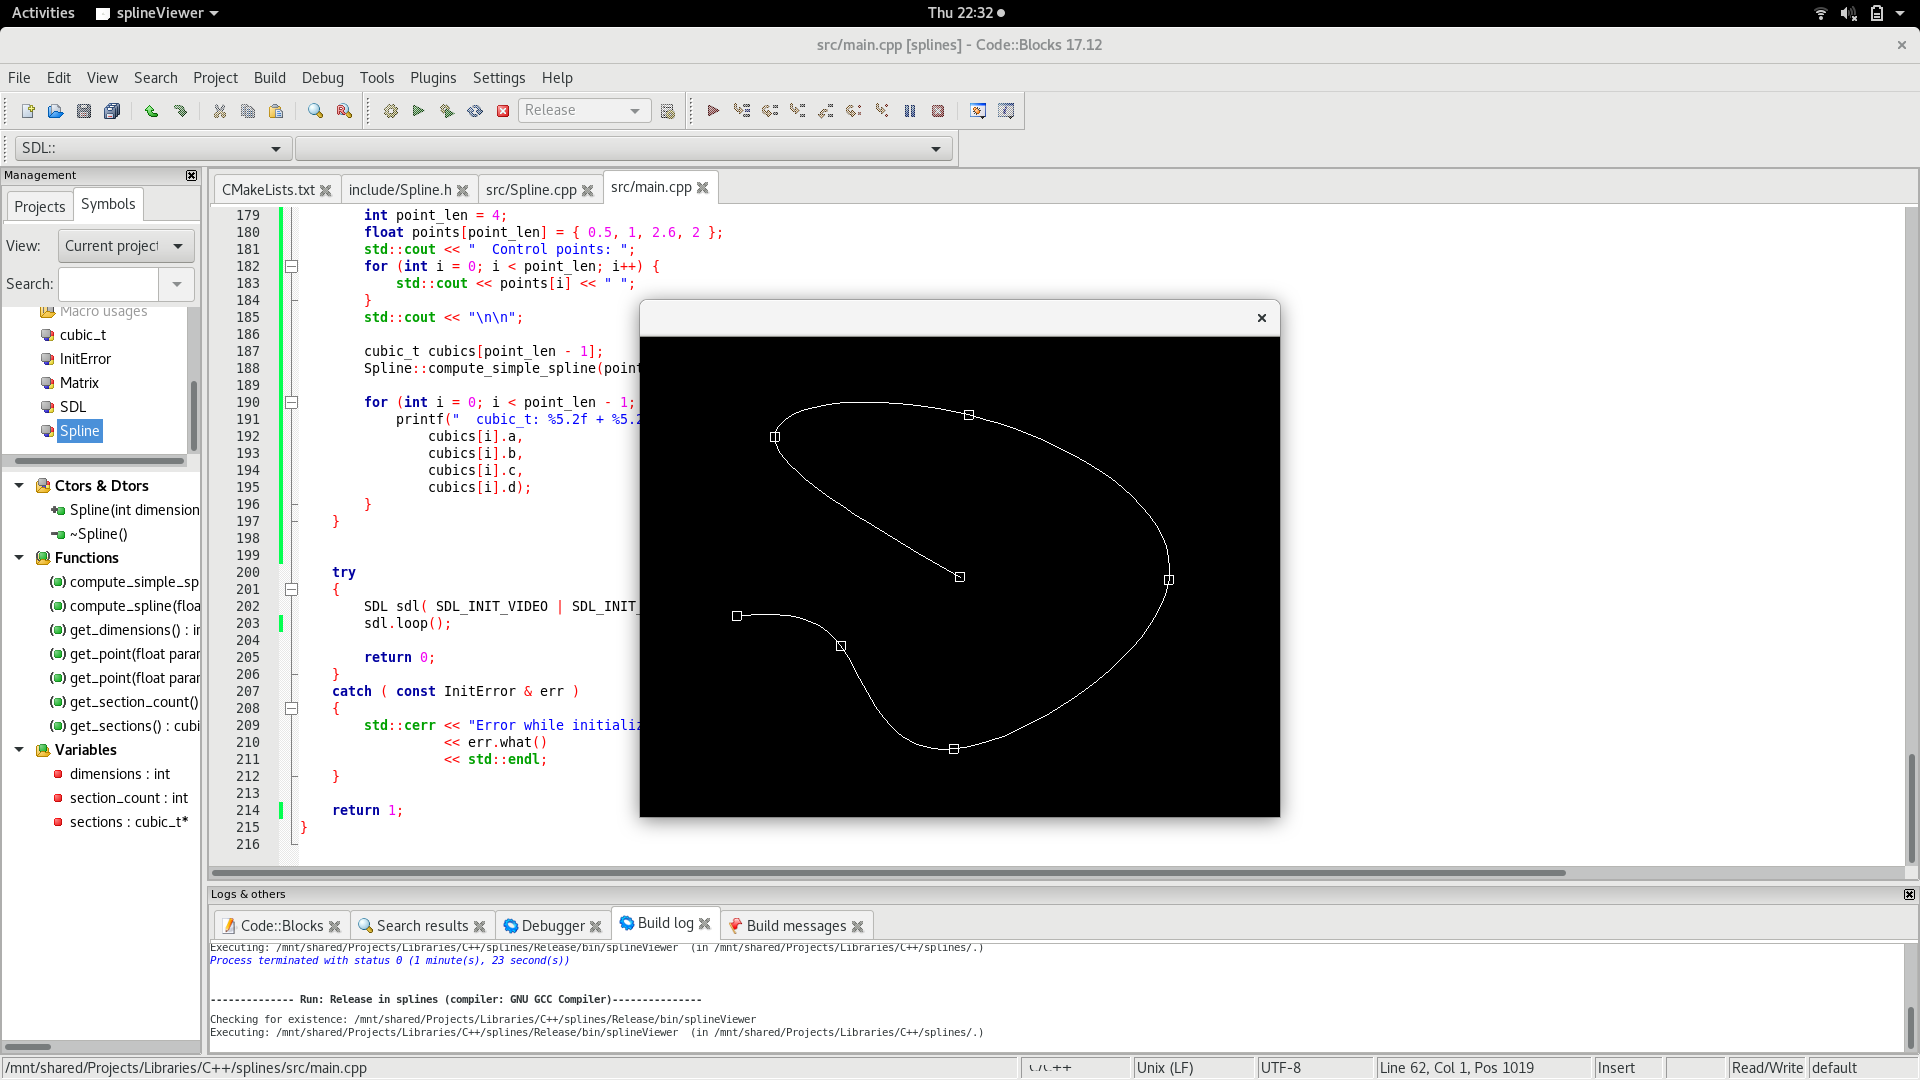 Activities splineViewer Thu 22:32
src/main.cpp [splines] - Code::Blocks 17.12
File Edit View Search Project Build Debug Tools Plugins Settings Help
Release
SDL::
Management
Projects Symbols
View: Current project
Search:
Macro usages
cubic_t
InitError
Matrix
SDL
Spline
Ctors & Dtors
Spline(int dimension
~Spline()
Functions
compute_simple_sp
compute_spline(floa
get_dimensions() : in
get_point(float parar
get_point(float parar
get_section_count()
get_sections() : cubi
Variables
dimensions : int
section_count : int
sections : cubic_t*
CMakeLists.txt include/Spline.h src/Spline.cpp src/main.cpp
179 int point_len = 4;
180 float points[point_len] = { 0.5, 1, 2.6, 2 };
181 std::cout << "  Control points: ";
182 for (int i = 0; i < point_len; i++) {
183 std::cout << points[i] << " ";
184 }
185 std::cout << "\n\n";
186
187 cubic_t cubics[point_len - 1];
188 Spline::compute_simple_spline(point
189
190 for (int i = 0; i < point_len - 1;
191 printf("  cubic_t: %5.2f + %5.2
192 cubics[i].a,
193 cubics[i].b,
194 cubics[i].c,
195 cubics[i].d);
196 }
197 }
198
199
200 try
201 {
202 SDL sdl( SDL_INIT_VIDEO | SDL_INIT_
203 sdl.loop();
204
205 return 0;
206 }
207 catch ( const InitError & err )
208 {
209 std::cerr << "Error while initializ
210 << err.what()
211 << std::endl;
212 }
213
214 return 1;
215 }
216
Logs & others
Code::Blocks Search results Debugger Build log Build messages
Executing: /mnt/shared/Projects/Libraries/C++/splines/Release/bin/splineViewer  (in /mnt/shared/Projects/Libraries/C++/splines/.)
Process terminated with status 0 (1 minute(s), 23 second(s))
-------------- Run: Release in splines (compiler: GNU GCC Compiler)---------------
Checking for existence: /mnt/shared/Projects/Libraries/C++/splines/Release/bin/splineViewer
Executing: /mnt/shared/Projects/Libraries/C++/splines/Release/bin/splineViewer  (in /mnt/shared/Projects/Libraries/C++/splines/.)
/mnt/shared/Projects/Libraries/C++/splines/src/main.cpp C/C++ Unix (LF) UTF-8 Line 62, Col 1, Pos 1019 Insert Read/Write default